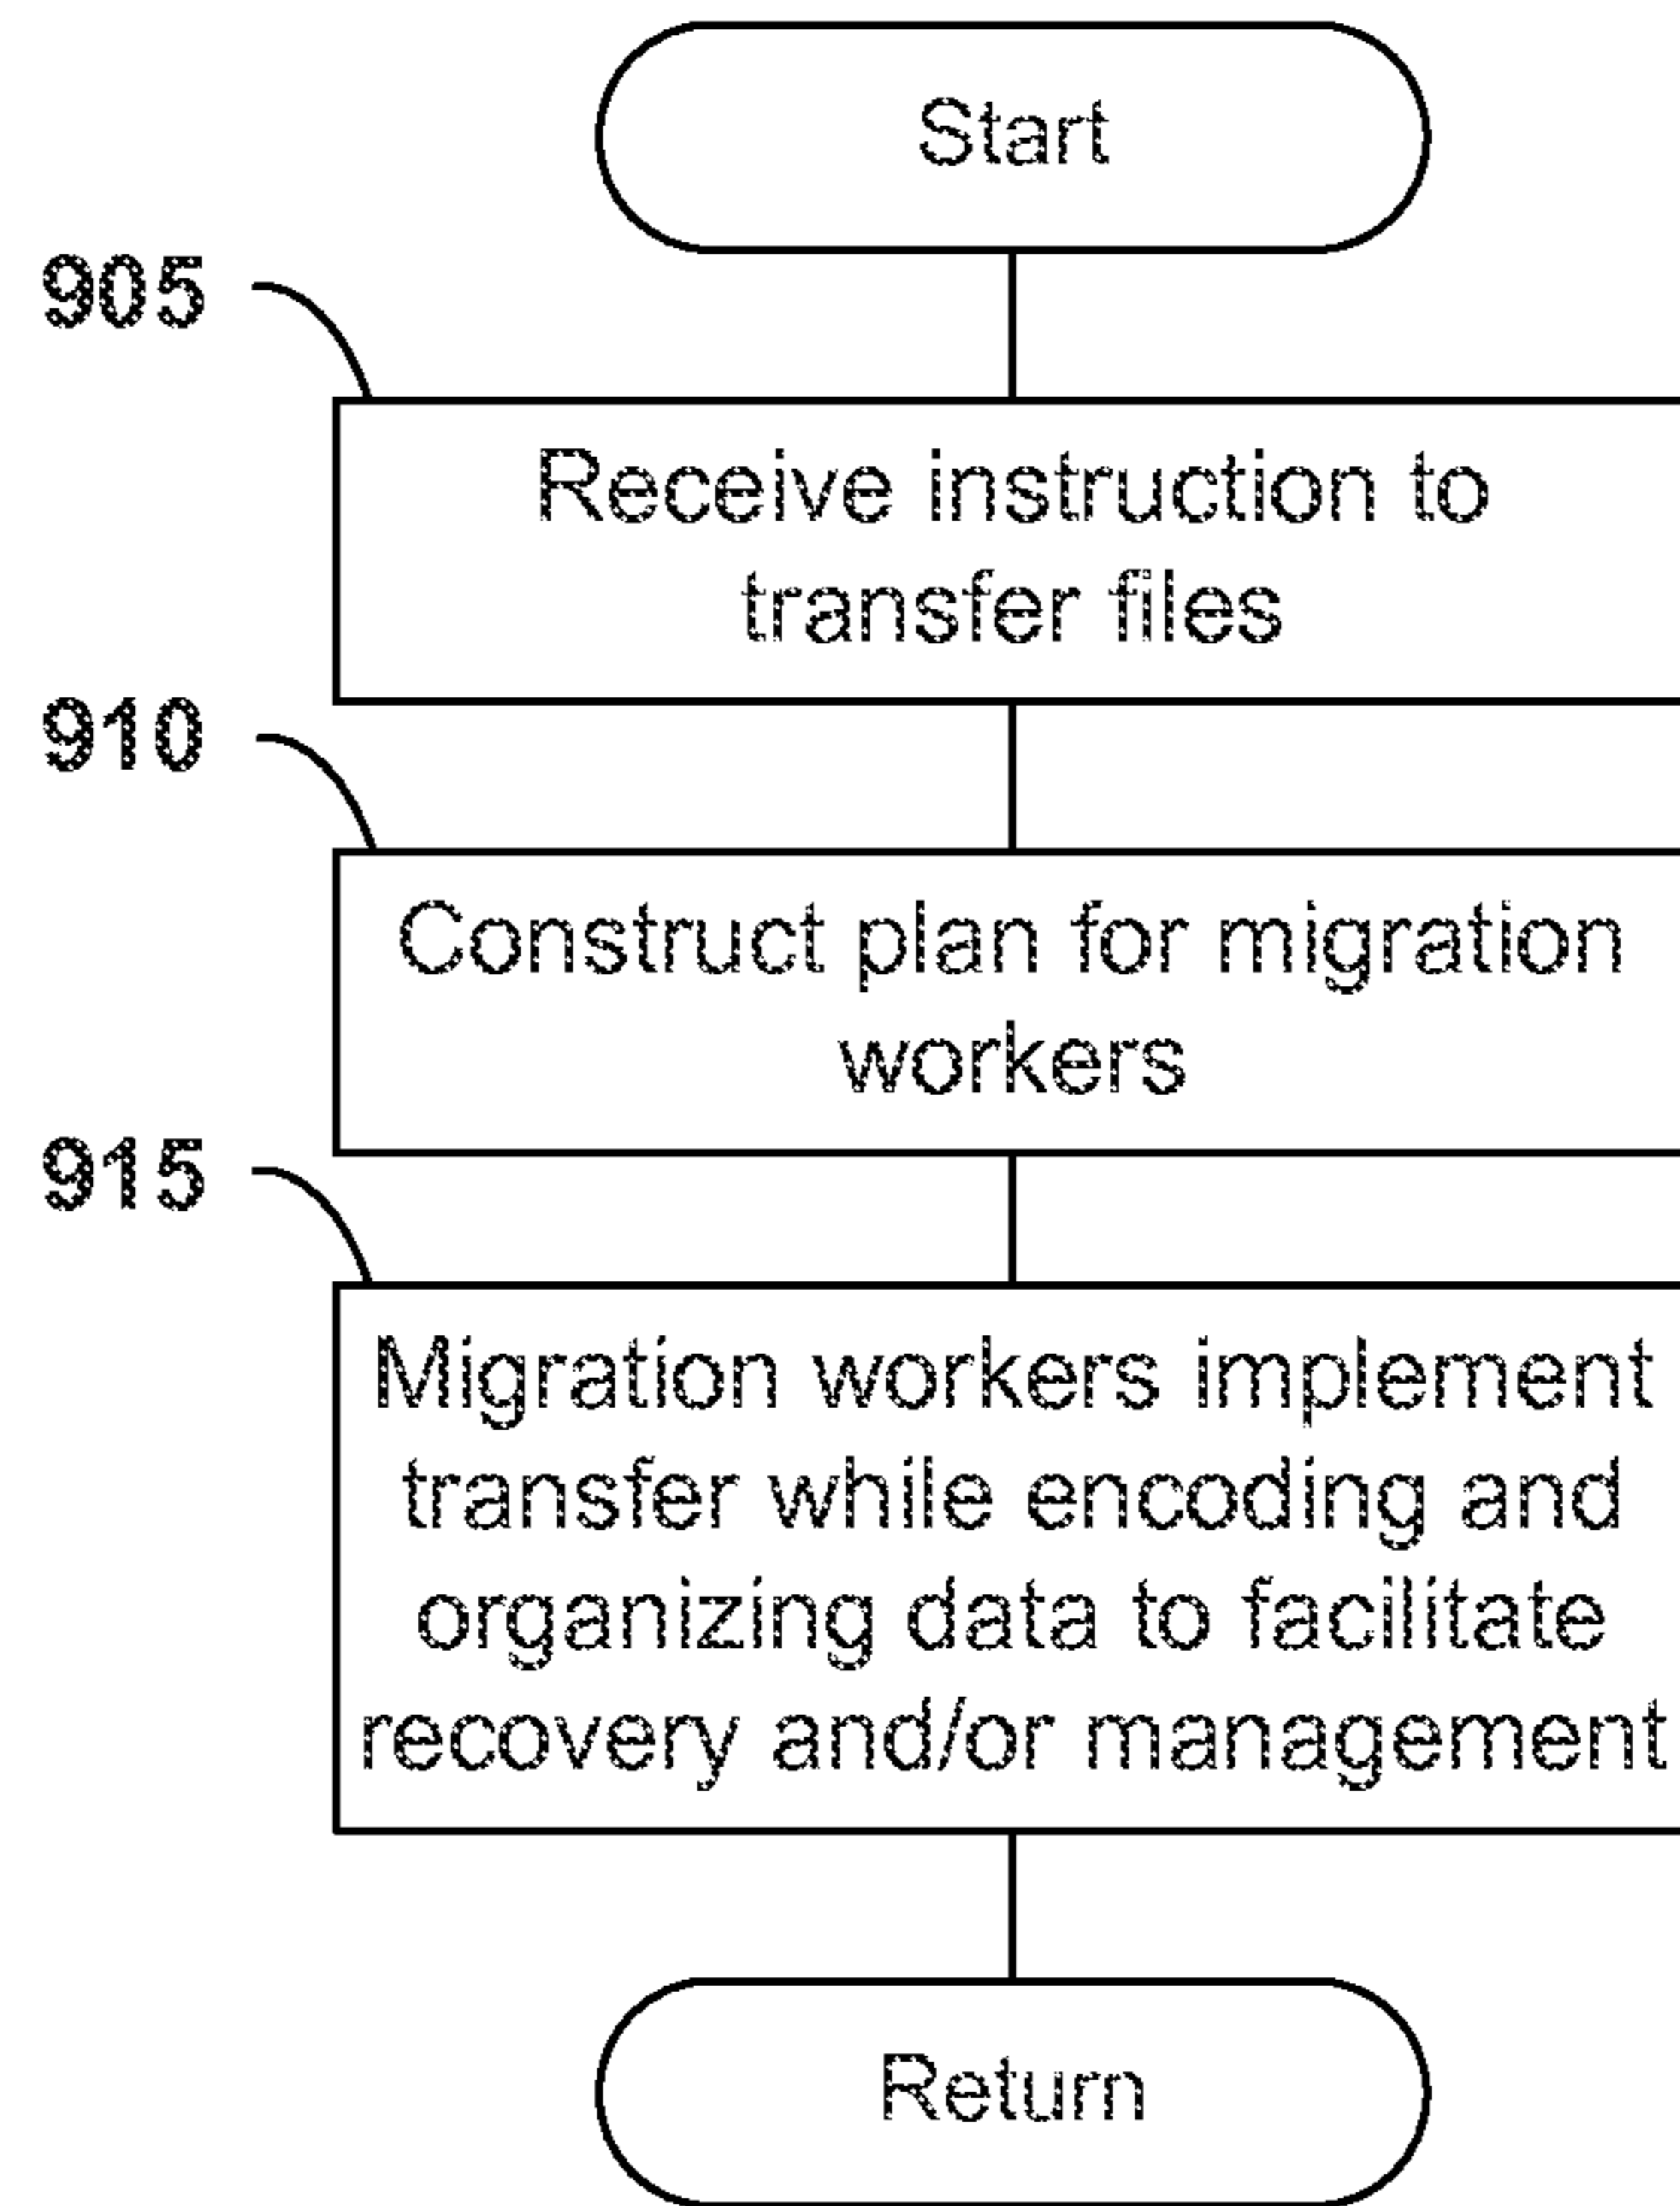 Start
905
Receive instruction to
transfer files
910
Construct plan for migration
workers
915
Migration workers implement
transfer while encoding and
organizing data to facilitate
recovery and/or management
Return